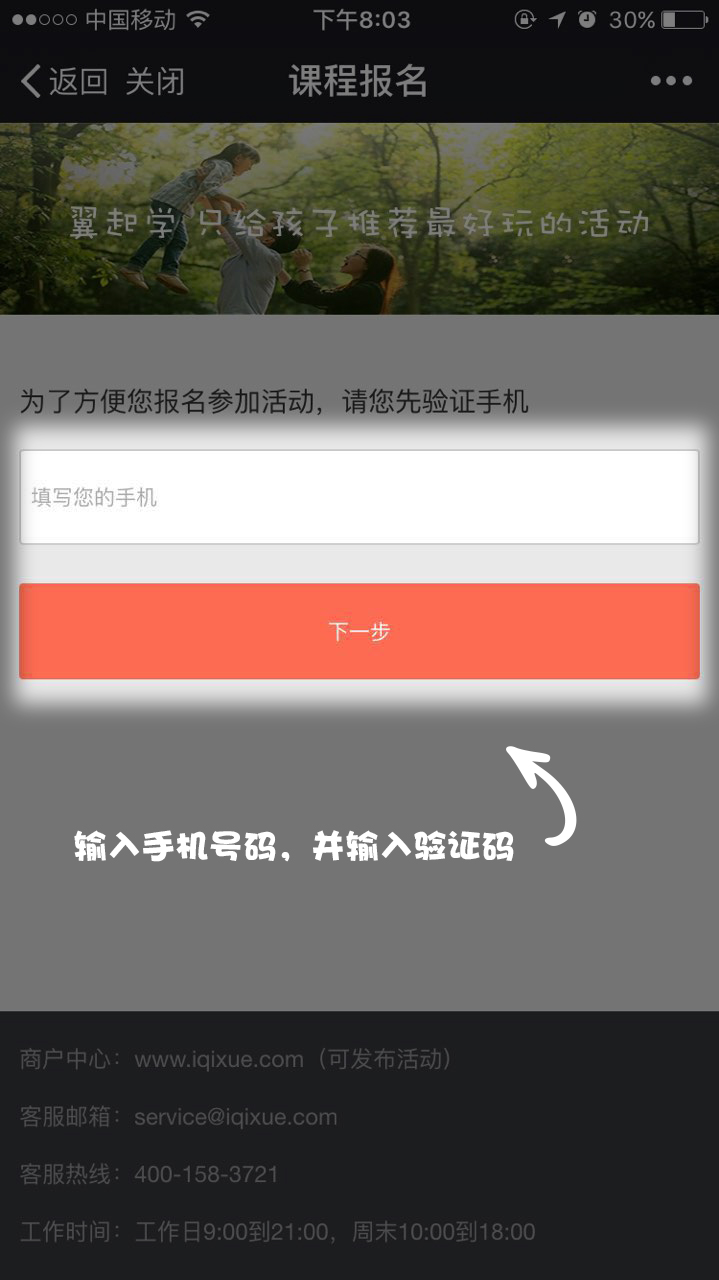 中国移动 下午8:03 30%
返回 关闭 课程报名
翼起学 只给孩子推荐最好玩的活动
为了方便您报名参加活动，请您先验证手机
填写您的手机
下一步
输入手机号码，并输入验证码
商户中心：www.iqixue.com（可发布活动）
客服邮箱：service@iqixue.com
客服热线：400-158-3721
工作时间：工作日9:00到21:00，周末10:00到18:00